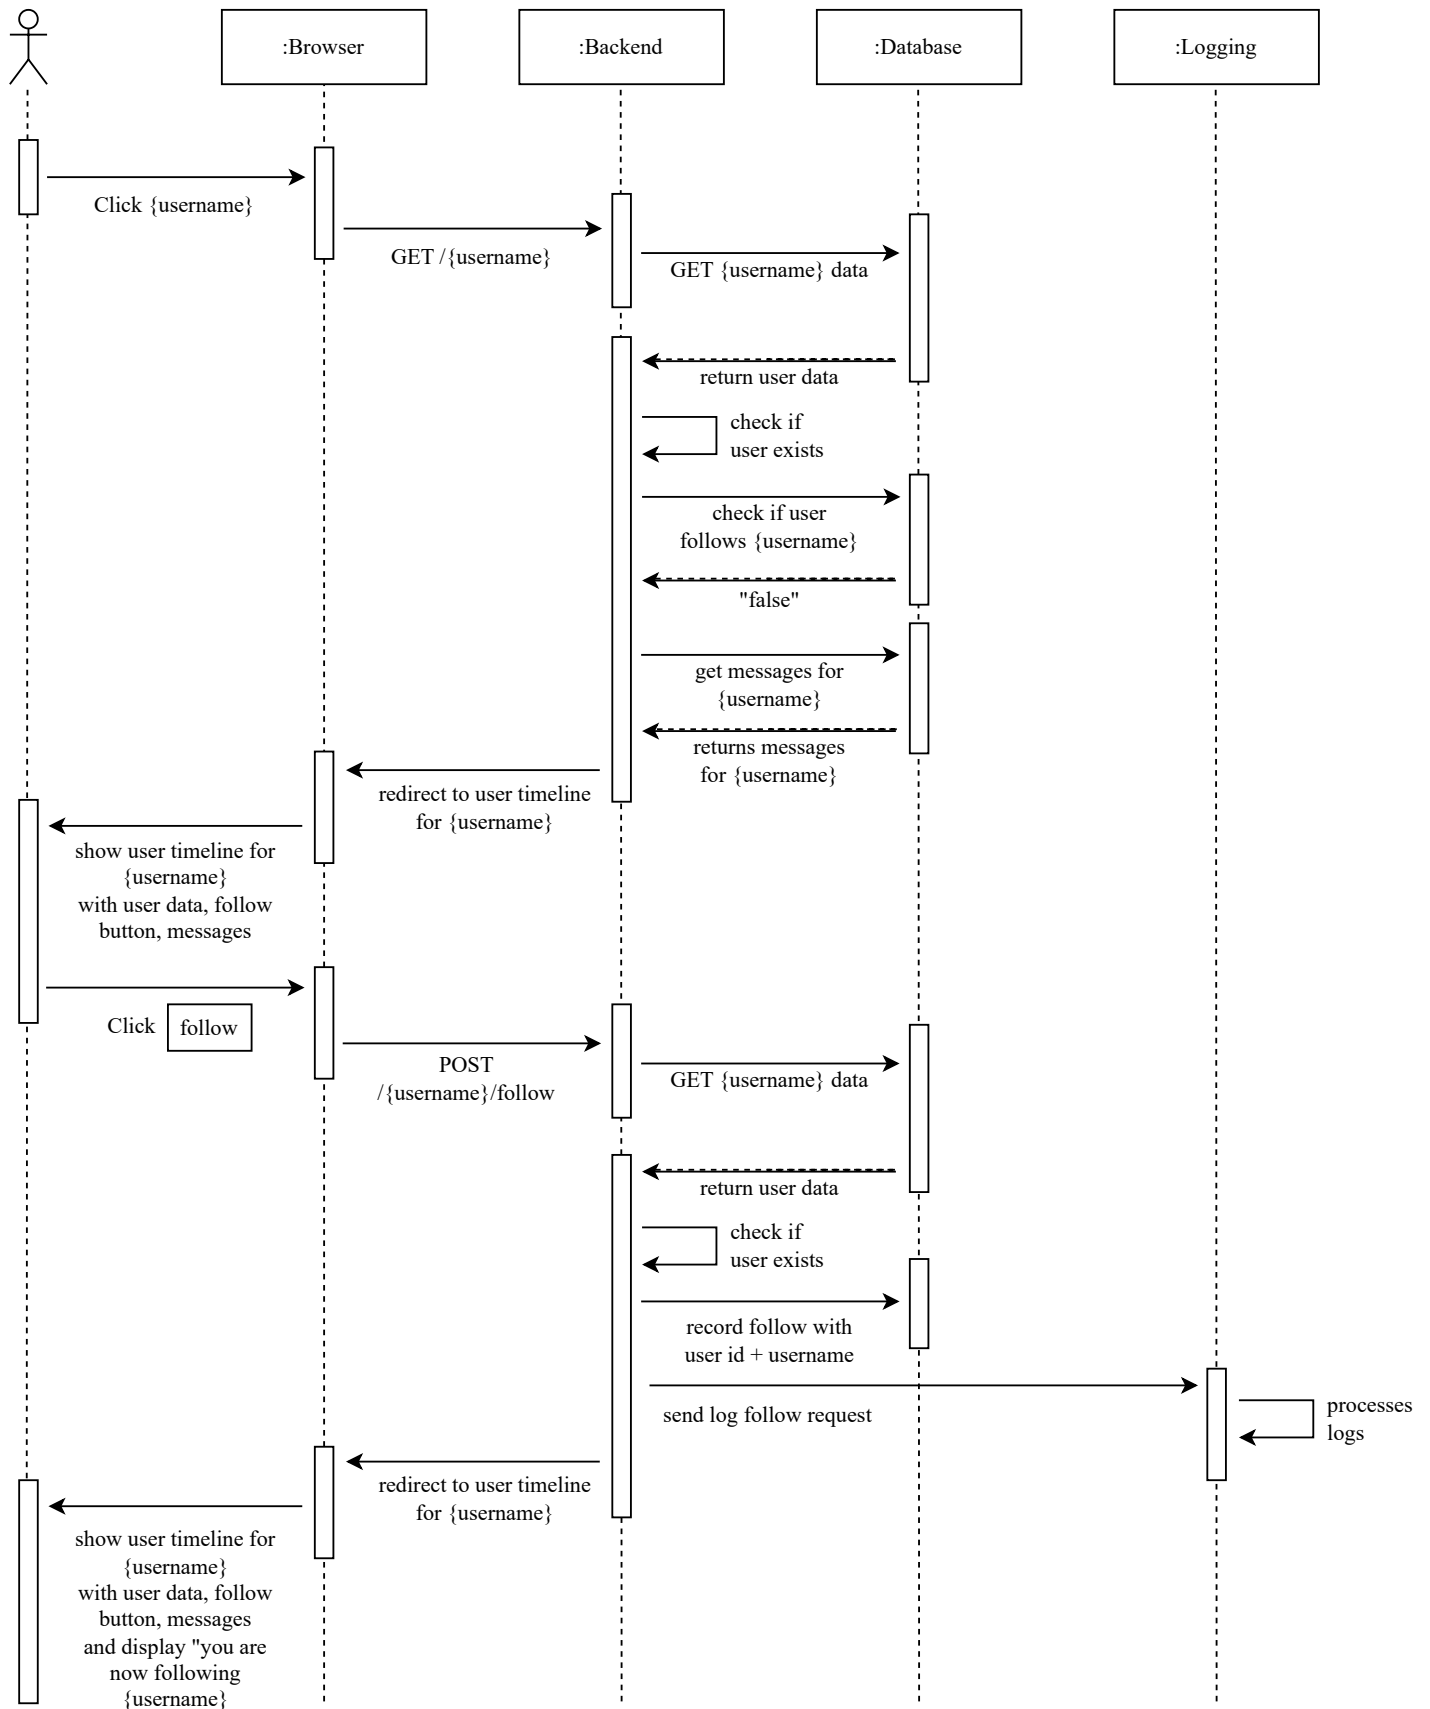 :Browser
:Backend
:Database
:Logging
Click {username}
GET /{username}
GET {username} data
return user data
check if
user exists
check if user
follows {username}
"false"
get messages for
{username}
returns messages
for {username}
redirect to user timeline
for {username}
show user timeline for
{username}
with user data, follow
button, messages
Click follow
POST
/{username}/follow
GET {username} data
return user data
check if
user exists
record follow with
user id + username
send log follow request
processes
logs
redirect to user timeline
for {username}
show user timeline for
{username}
with user data, follow
button, messages
and display "you are
now following
{username}